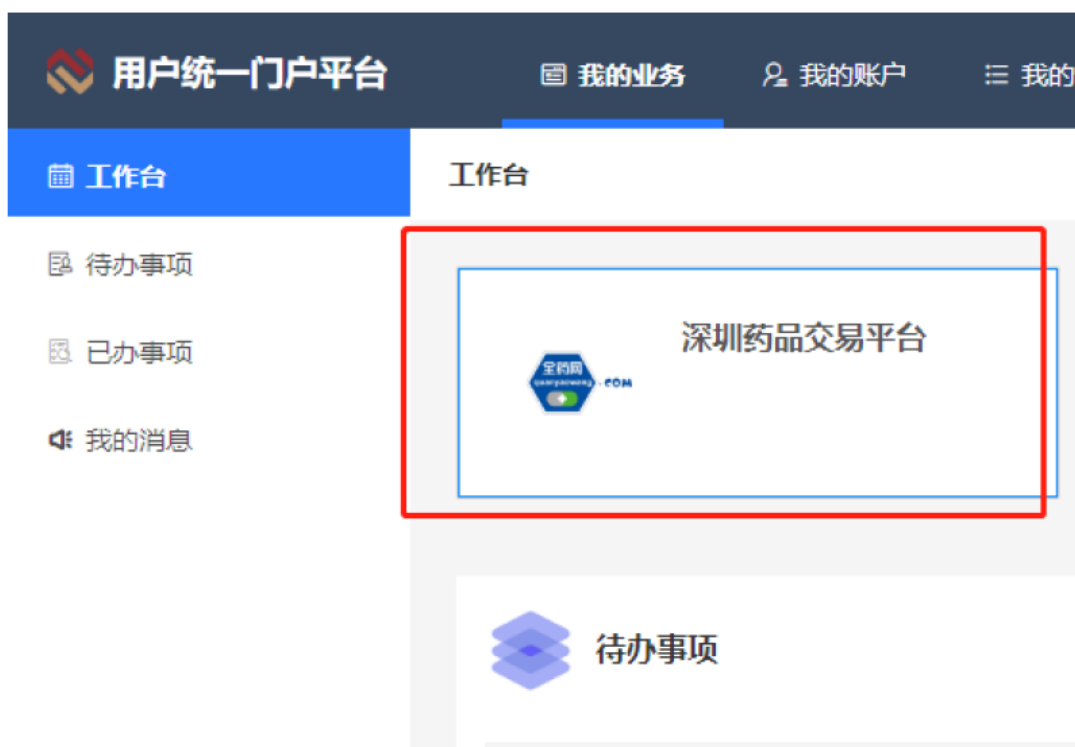 用户统一门户平台
我的业务
我的账户
我的
工作台
待办事项
已办事项
我的消息
工作台
深圳药品交易平台
全药网
quanyaowang
.COM
待办事项